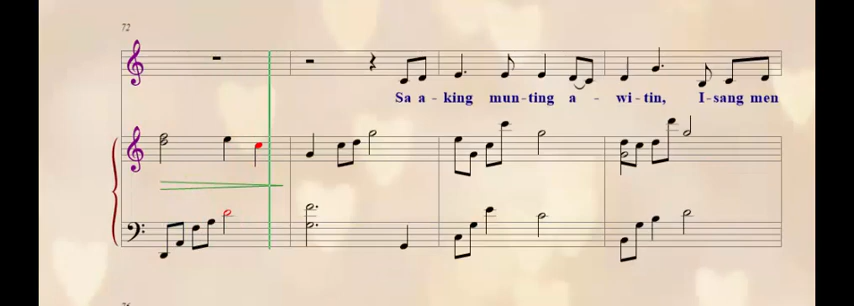 72
Sa a - king mun - ting a - wi - tin, I - sang men